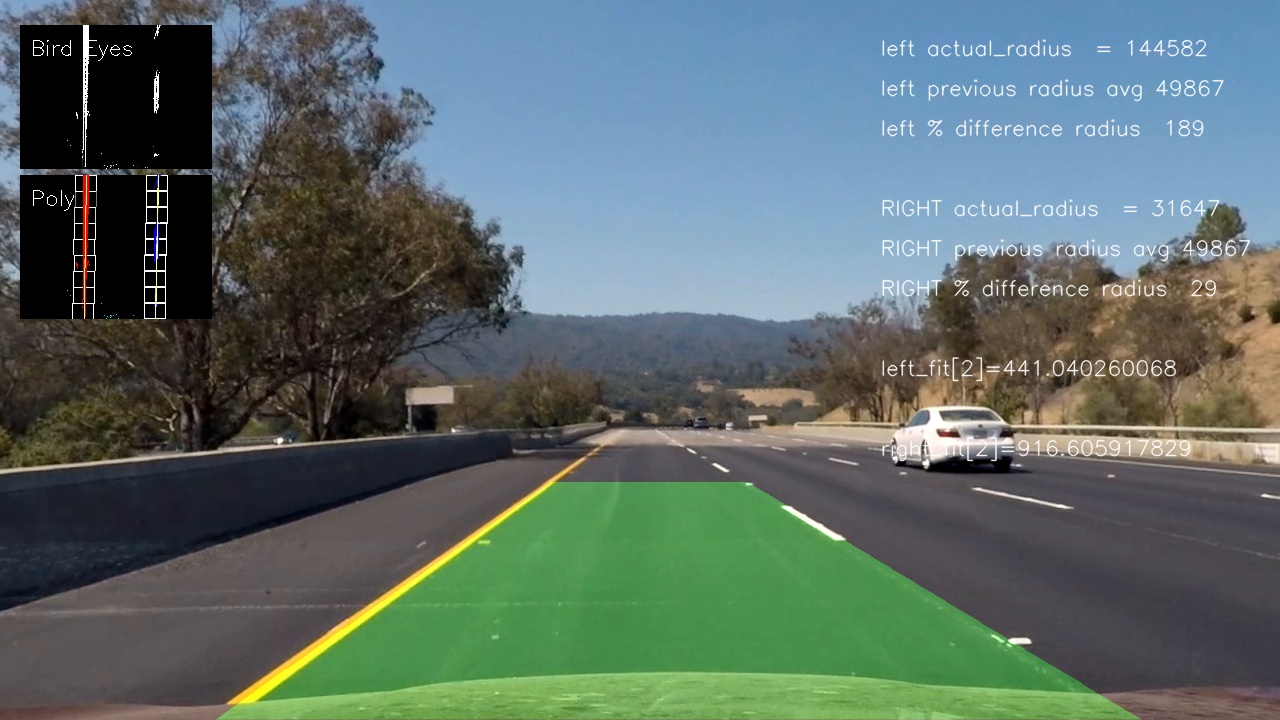 Bird Eyes
Poly
left actual_radius = 144582
left previous radius avg 49867
left % difference radius 189
RIGHT actual_radius = 31647
RIGHT previous radius avg 49867
RIGHT % difference radius 29
left_fit[2]=441.040260068
right_fit[2]=916.605917829